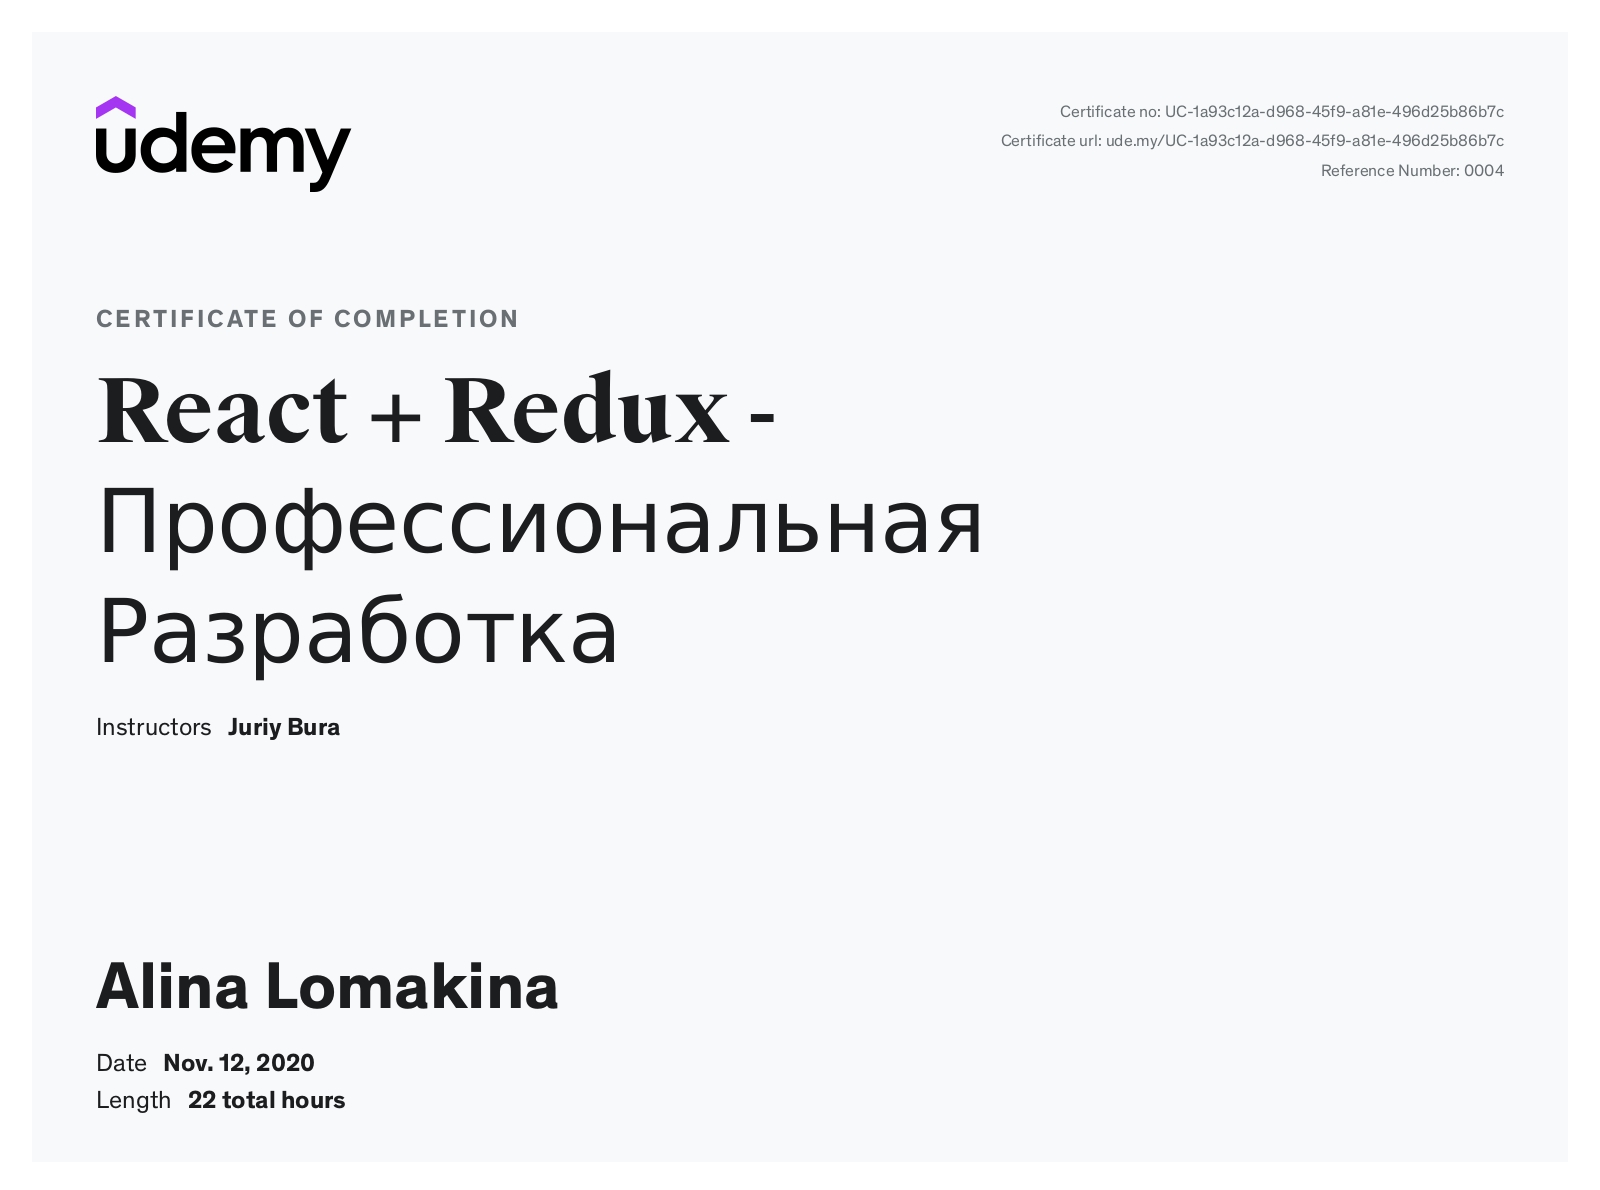 udemy
Certificate no: UC-1a93c12a-d968-45f9-a81e-496d25b86b7c
Certificate url: ude.my/UC-1a93c12a-d968-45f9-a81e-496d25b86b7c
Reference Number: 0004
CERTIFICATE OF COMPLETION
React + Redux -
Профессиональная
Разработка
Instructors Juriy Bura
Alina Lomakina
Date Nov. 12, 2020
Length 22 total hours